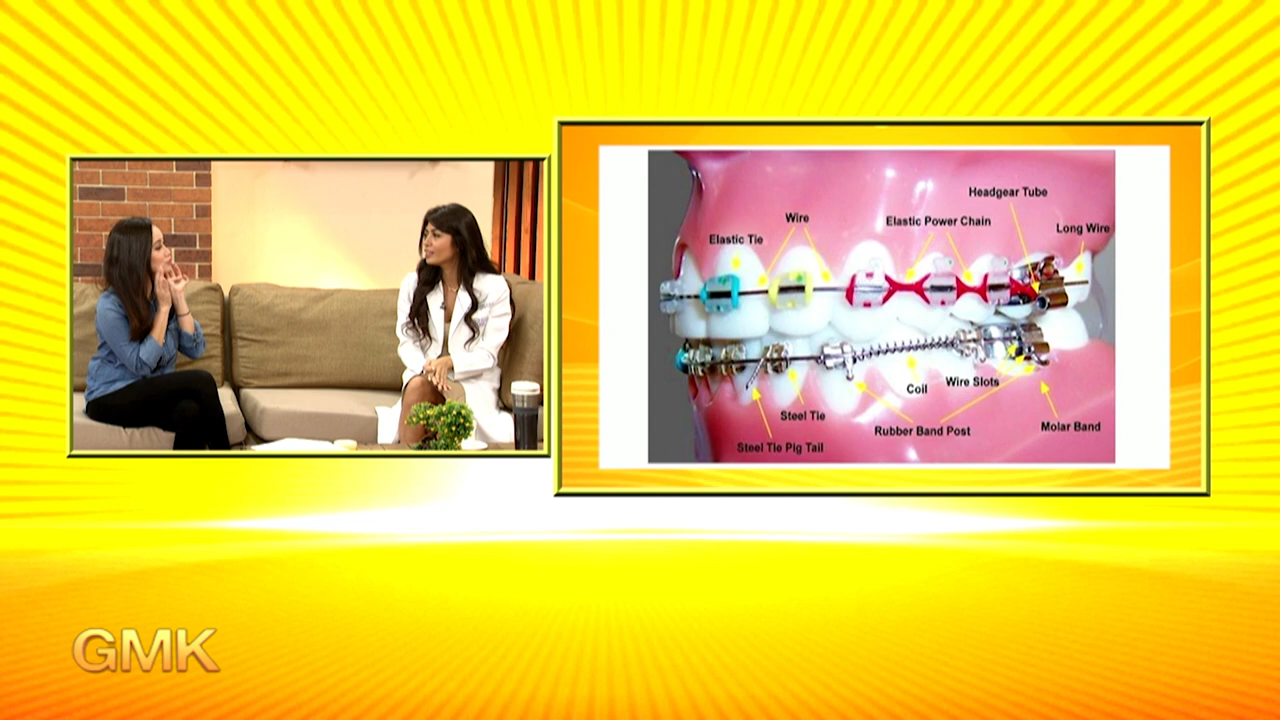 Headgear Tube
Wire
Elastic Power Chain
Long Wire
Elastic Tie
Coil
Wire Slots
Steel Tie
Rubber Band Post
Molar Band
Steel Tie Pig Tail
GMK